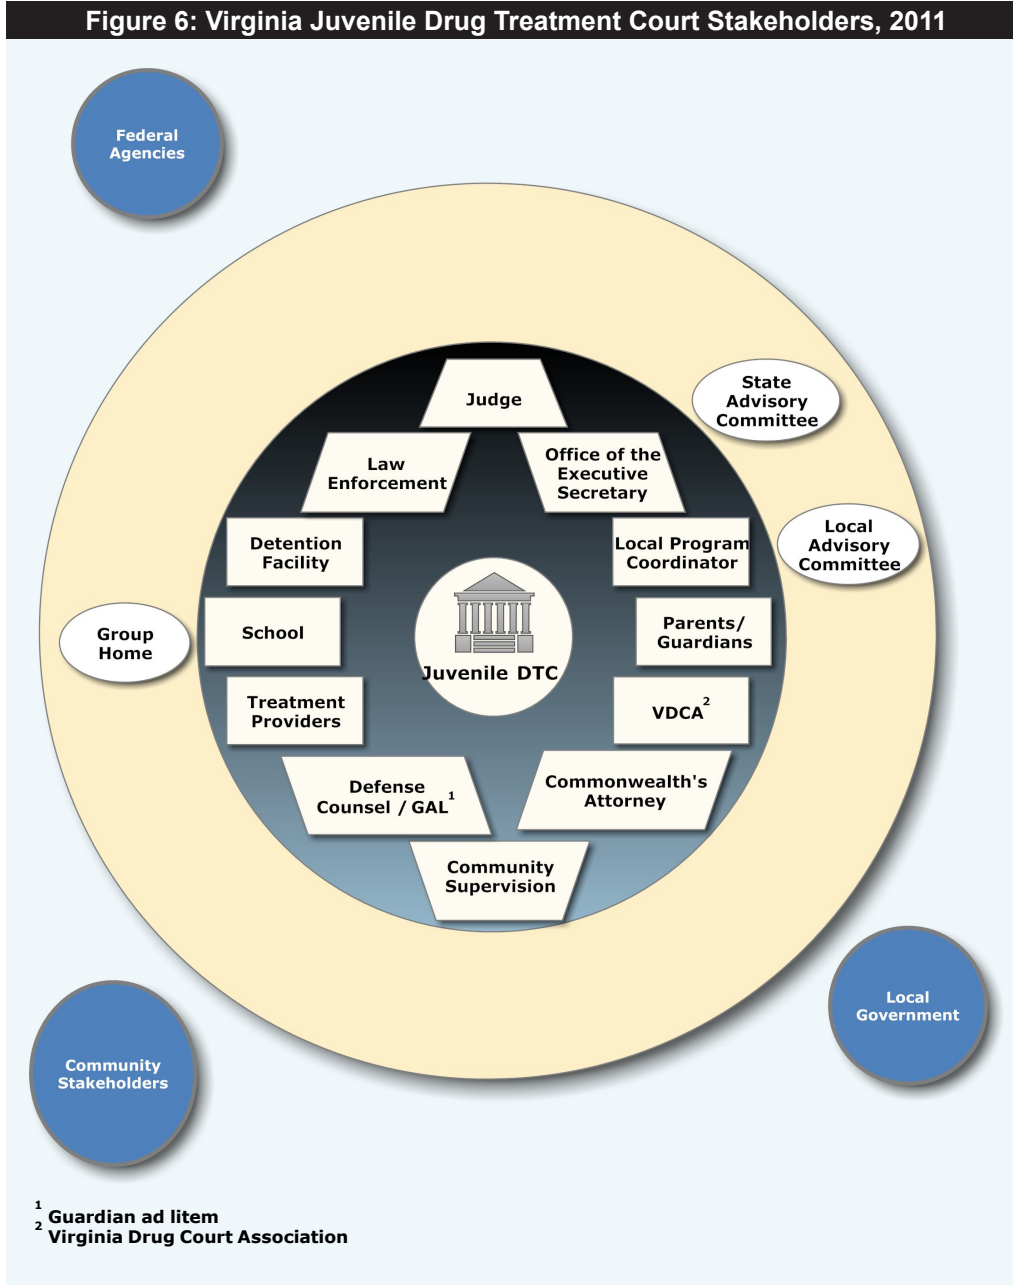 Figure 6: Virginia Juvenile Drug Treatment Court Stakeholders, 2011
Federal
Agencies
Judge
State
Advisory
Committee
Law
Enforcement
Office of the
Executive
Secretary
Detention
Facility
Local Program
Coordinator
Local
Advisory
Committee
Group
Home
School
Juvenile DTC
Parents/
Guardians
Treatment
Providers
VDCA2
Defense
Counsel / GAL1
Commonwealth's
Attorney
Community
Supervision
Local
Government
Community
Stakeholders
1 Guardian ad litem
2 Virginia Drug Court Association